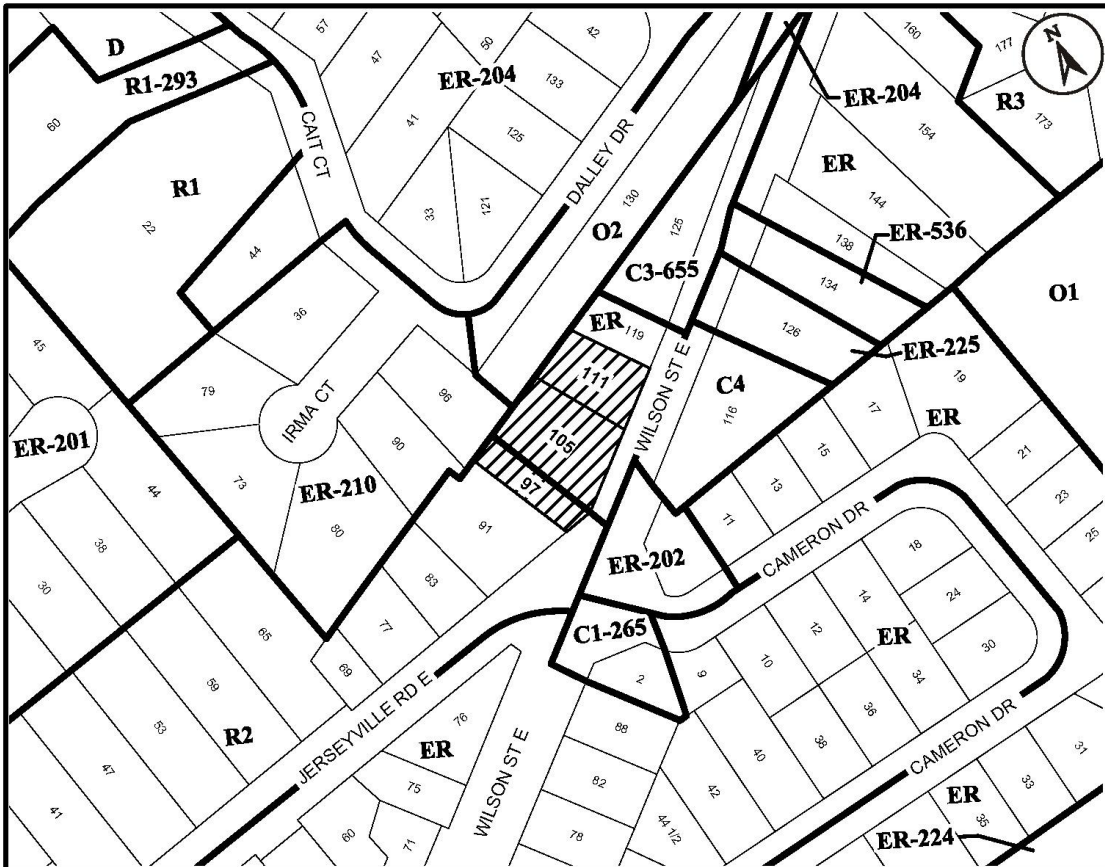 57
50
42
160
177
N
D
47
ER-204
133
ER-204
R3
R1-293
60
41
125
154
173
CAIT CT
DALLEY DR
ER
R1
33
121
130
144
22
O2
125
138
ER-536
44
C3-655
134
O1
36
ER
119
126
ER-225
45
79
IRMA CT
96
111
WILSON ST E
C4
116
17
19
ER
ER-201
90
105
15
21
44
73
ER-210
97
13
23
38
80
91
11
25
30
83
ER-202
CAMERON DR
18
77
14
24
65
C1-265
12
ER
30
69
2
9
10
34
59
JERSEYVILLE RD E
76
88
36
53
R2
ER
WILSON ST E
40
38
CAMERON DR
47
75
82
42
31
41
60
71
78
44 1/2
ER
33
35
ER-224